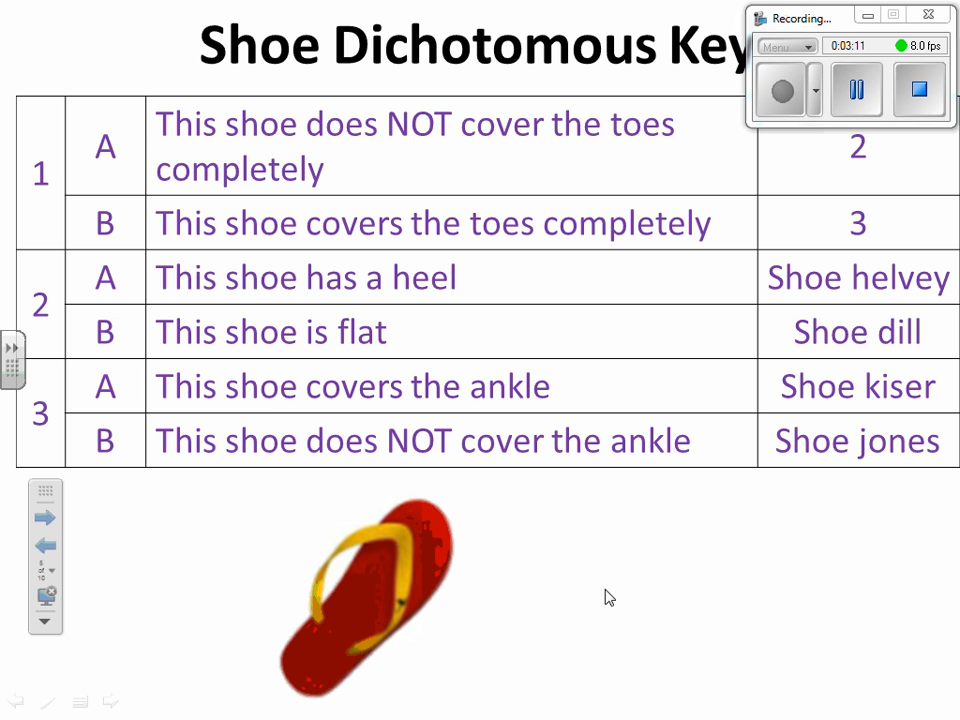 Shoe Dichotomous Key
Recording...
Menu
0:03:11
8.0 fps
1
A
This shoe does NOT cover the toes
completely
2
B
This shoe covers the toes completely
3
2
A
This shoe has a heel
Shoe helvey
B
This shoe is flat
Shoe dill
3
A
This shoe covers the ankle
Shoe kiser
B
This shoe does NOT cover the ankle
Shoe jones
of
10